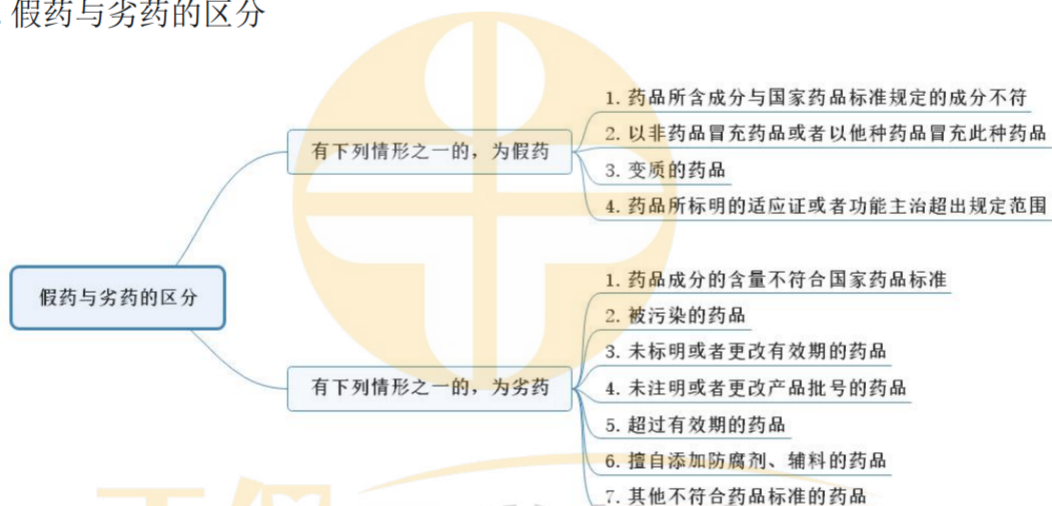 假药与劣药的区分
有下列情形之一的，为假药
1. 药品所含成分与国家药品标准规定的成分不符
2. 以非药品冒充药品或者以他种药品冒充此种药品
3. 变质的药品
4. 药品所标明的适应证或者功能主治超出规定范围
假药与劣药的区分
有下列情形之一的，为劣药
1. 药品成分的含量不符合国家药品标准
2. 被污染的药品
3. 未标明或者更改有效期的药品
4. 未注明或者更改产品批号的药品
5. 超过有效期的药品
6. 擅自添加防腐剂、辅料的药品
7. 其他不符合药品标准的药品